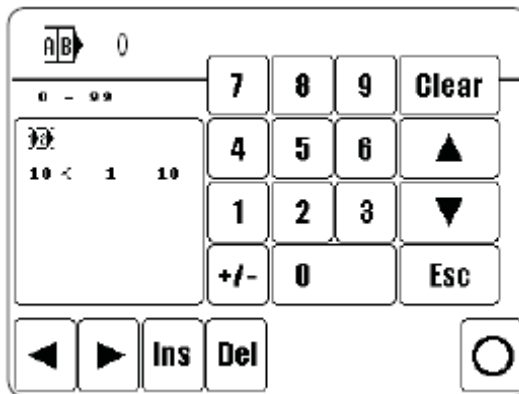 AB 0
0 - 99
7 8 9 Clear
a
4 5 6
10 < 1 10
1 2 3
+/- 0 Esc
Ins Del